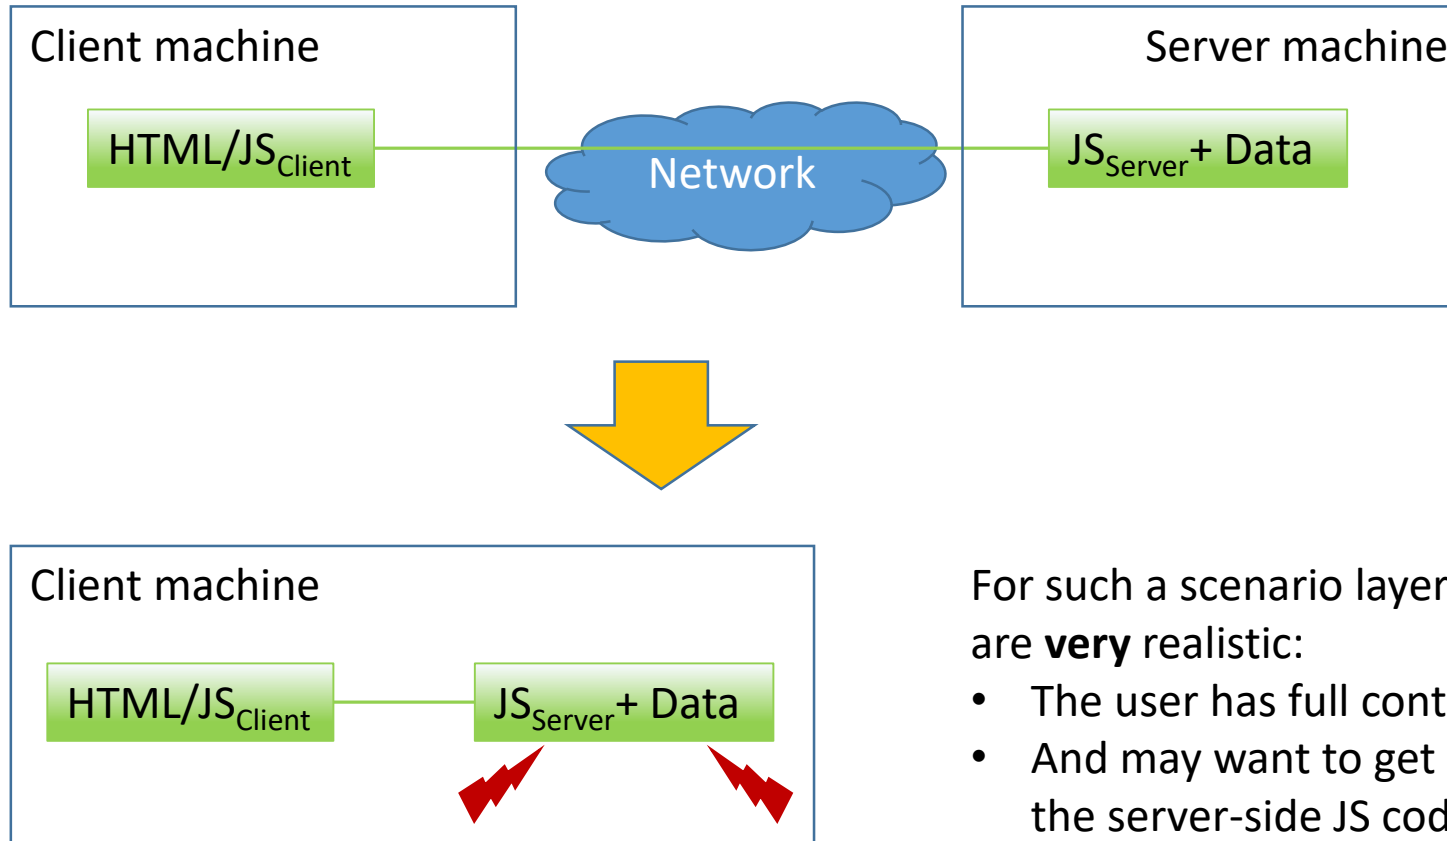 Client machine
Server machine
HTML/JSClient
Network
JSServer+ Data
Client machine
HTML/JSClient
JSServer+ Data
For such a scenario layer
are very realistic:
• The user has full cont
• And may want to get
the server-side JS cod